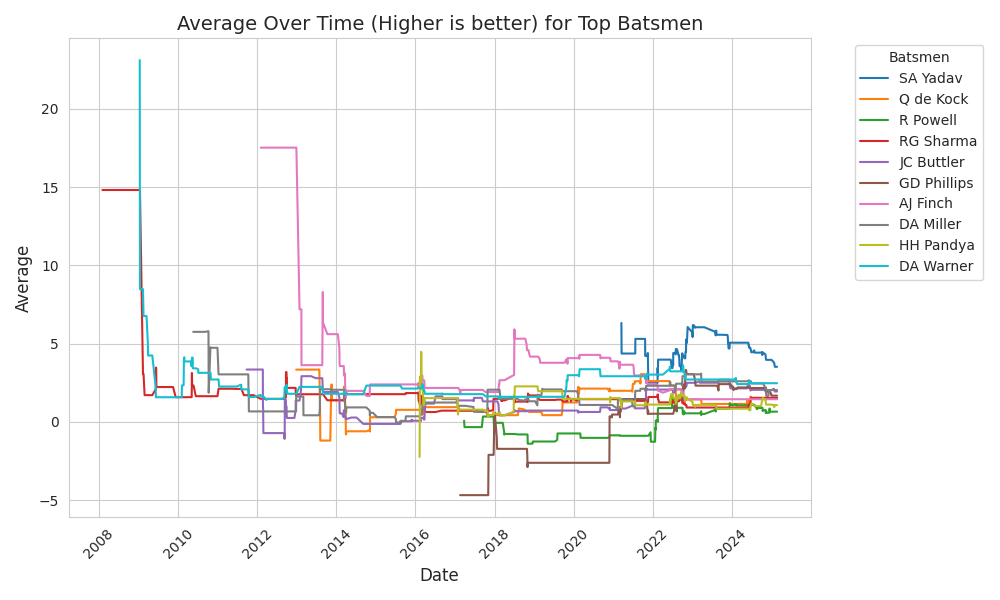 Average Over Time (Higher is better) for Top Batsmen
Average
20
15
10
5
0
−5
2008
2010
2012
2014
2016
2018
2020
2022
2024
Date
Batsmen
SA Yadav
Q de Kock
R Powell
RG Sharma
JC Buttler
GD Phillips
AJ Finch
DA Miller
HH Pandya
DA Warner